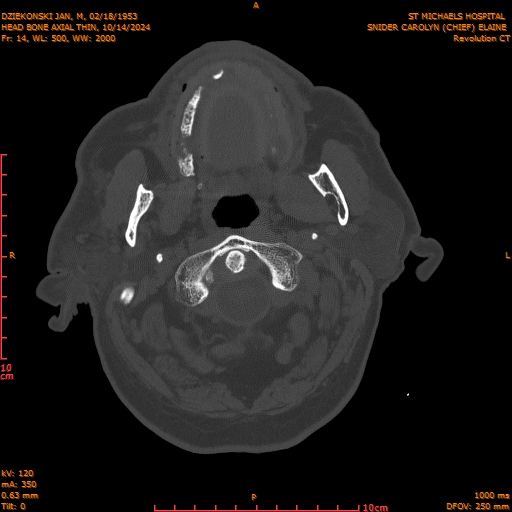 DZIEKONSKI JAN, M, 02/18/1953
HEAD BONE AXIAL THIN, 10/14/2024
Fr: 14, WL: 500, WW: 2000
A
ST MICHAELS HOSPITAL
SNIDER CAROLYN (CHIEF) ELAINE
Revolution CT
R
L
10
cm
kV: 120
mA: 350
0.63 mm
Tilt: 0
P
10cm
1000 ms
DFOV: 250 mm